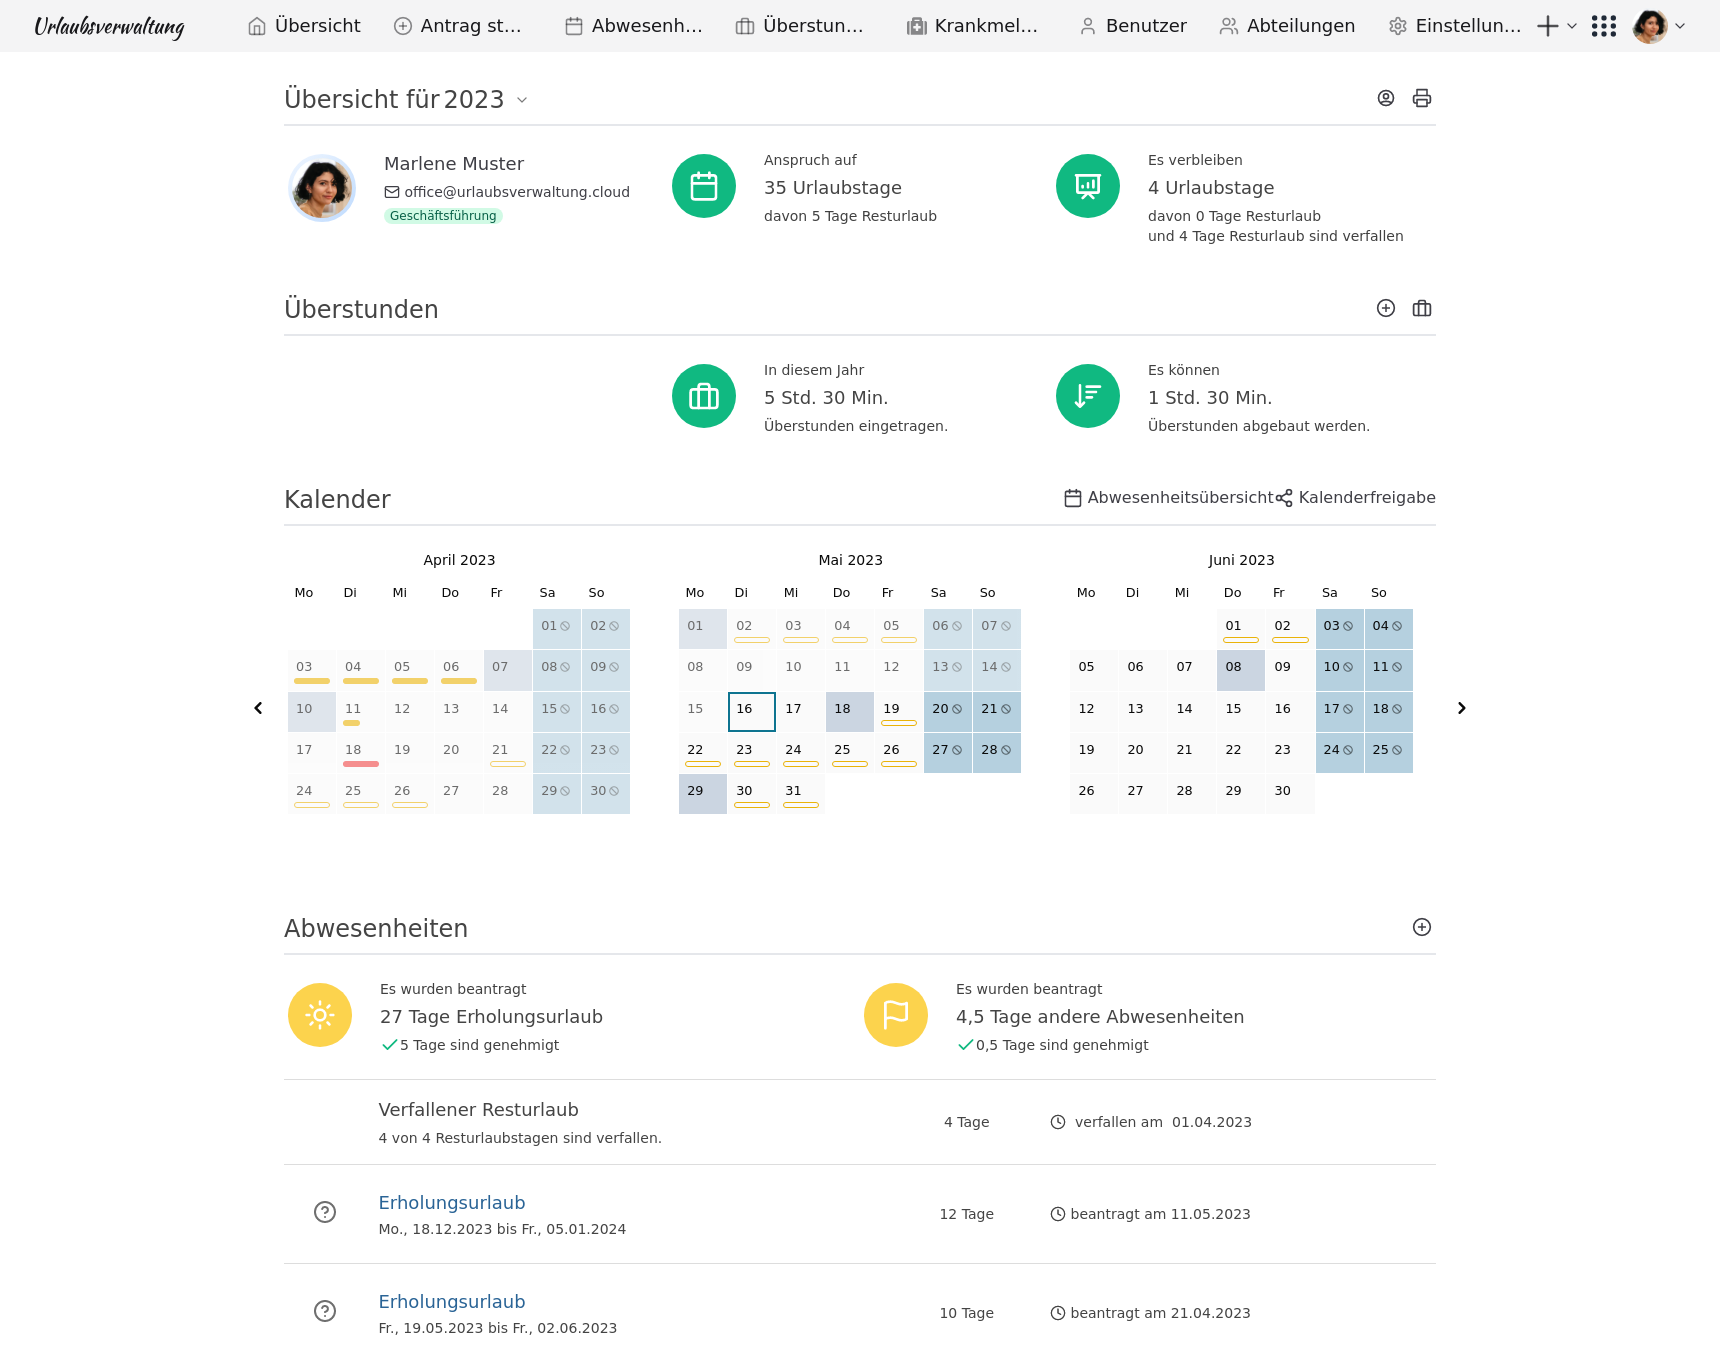 Urlaubsverwaltung
Übersicht
Antrag st…
Abwesenh…
Überstun…
Krankmel…
Benutzer
Abteilungen
Einstellun…
Übersicht für 2023
Marlene Muster
office@urlaubsverwaltung.cloud
Geschäftsführung
Anspruch auf
35 Urlaubstage
davon 5 Tage Resturlaub
Es verbleiben
4 Urlaubstage
davon 0 Tage Resturlaub
und 4 Tage Resturlaub sind verfallen
Überstunden
In diesem Jahr
5 Std. 30 Min.
Überstunden eingetragen.
Es können
1 Std. 30 Min.
Überstunden abgebaut werden.
Kalender
Abwesenheitsübersicht
Kalenderfreigabe
April 2023
Mo Di Mi Do Fr Sa So
01 02
03 04 05 06 07 08 09
10 11 12 13 14 15 16
17 18 19 20 21 22 23
24 25 26 27 28 29 30
Mai 2023
Mo Di Mi Do Fr Sa So
01 02 03 04 05 06 07
08 09 10 11 12 13 14
15 16 17 18 19 20 21
22 23 24 25 26 27 28
29 30 31
Juni 2023
Mo Di Mi Do Fr Sa So
01 02 03 04
05 06 07 08 09 10 11
12 13 14 15 16 17 18
19 20 21 22 23 24 25
26 27 28 29 30
Abwesenheiten
Es wurden beantragt
27 Tage Erholungsurlaub
5 Tage sind genehmigt
Es wurden beantragt
4,5 Tage andere Abwesenheiten
0,5 Tage sind genehmigt
Verfallener Resturlaub
4 von 4 Resturlaubstagen sind verfallen.
4 Tage
verfallen am 01.04.2023
Erholungsurlaub
Mo., 18.12.2023 bis Fr., 05.01.2024
12 Tage
beantragt am 11.05.2023
Erholungsurlaub
Fr., 19.05.2023 bis Fr., 02.06.2023
10 Tage
beantragt am 21.04.2023